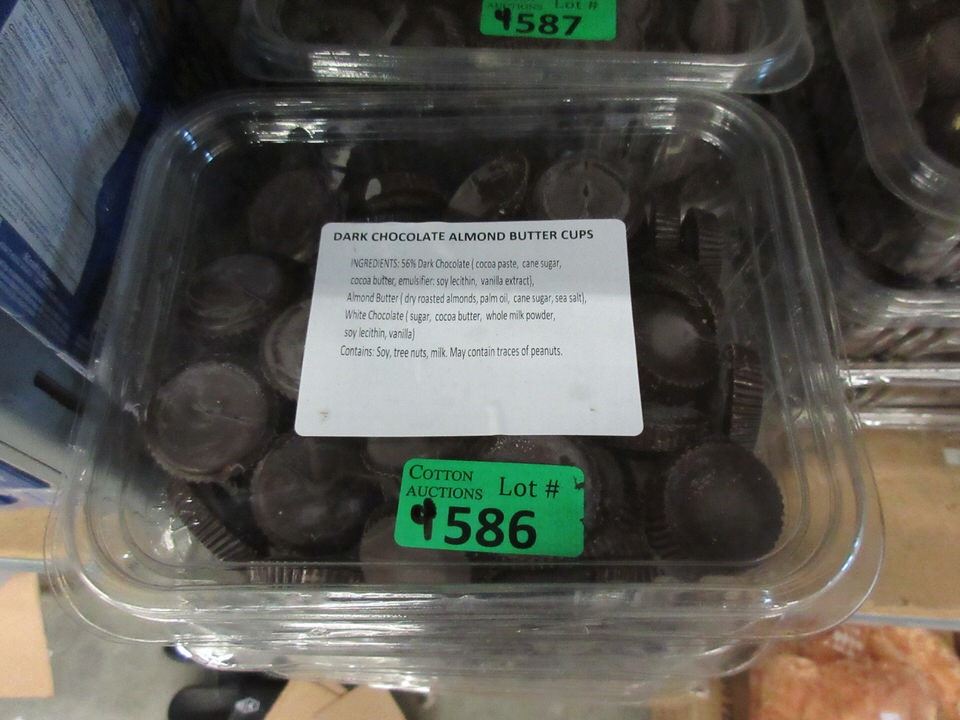 AUCTIONS Lot #
4587
DARK CHOCOLATE ALMOND BUTTER CUPS
INGREDIENTS: 56% Dark Chocolate ( cocoa paste, cane sugar,
cocoa butter, emulsifier: soy lecithin, vanilla extract),
Almond Butter ( dry roasted almonds, palm oil, cane sugar, sea salt),
White Chocolate ( sugar, cocoa butter, whole milk powder,
soy lecithin, vanilla)
Contains: Soy, tree nuts, milk. May contain traces of peanuts.
COTTON
AUCTIONS Lot #
4586